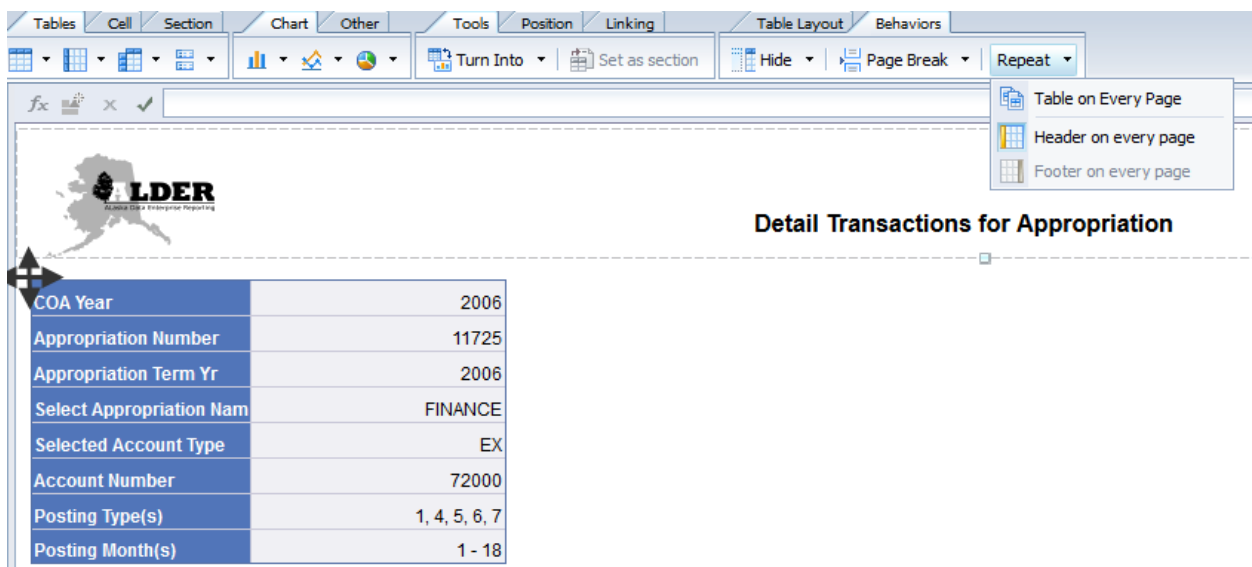 Tables Cell Section Chart Other Tools Position Linking Table Layout Behaviors
Turn Into Set as section Hide Page Break Repeat
fx
Table on Every Page
Header on every page
Footer on every page
ALDER
ALaska Data Enterprise Reporting
Detail Transactions for Appropriation
COA Year 2006
Appropriation Number 11725
Appropriation Term Yr 2006
Select Appropriation Nam FINANCE
Selected Account Type EX
Account Number 72000
Posting Type(s) 1, 4, 5, 6, 7
Posting Month(s) 1 - 18